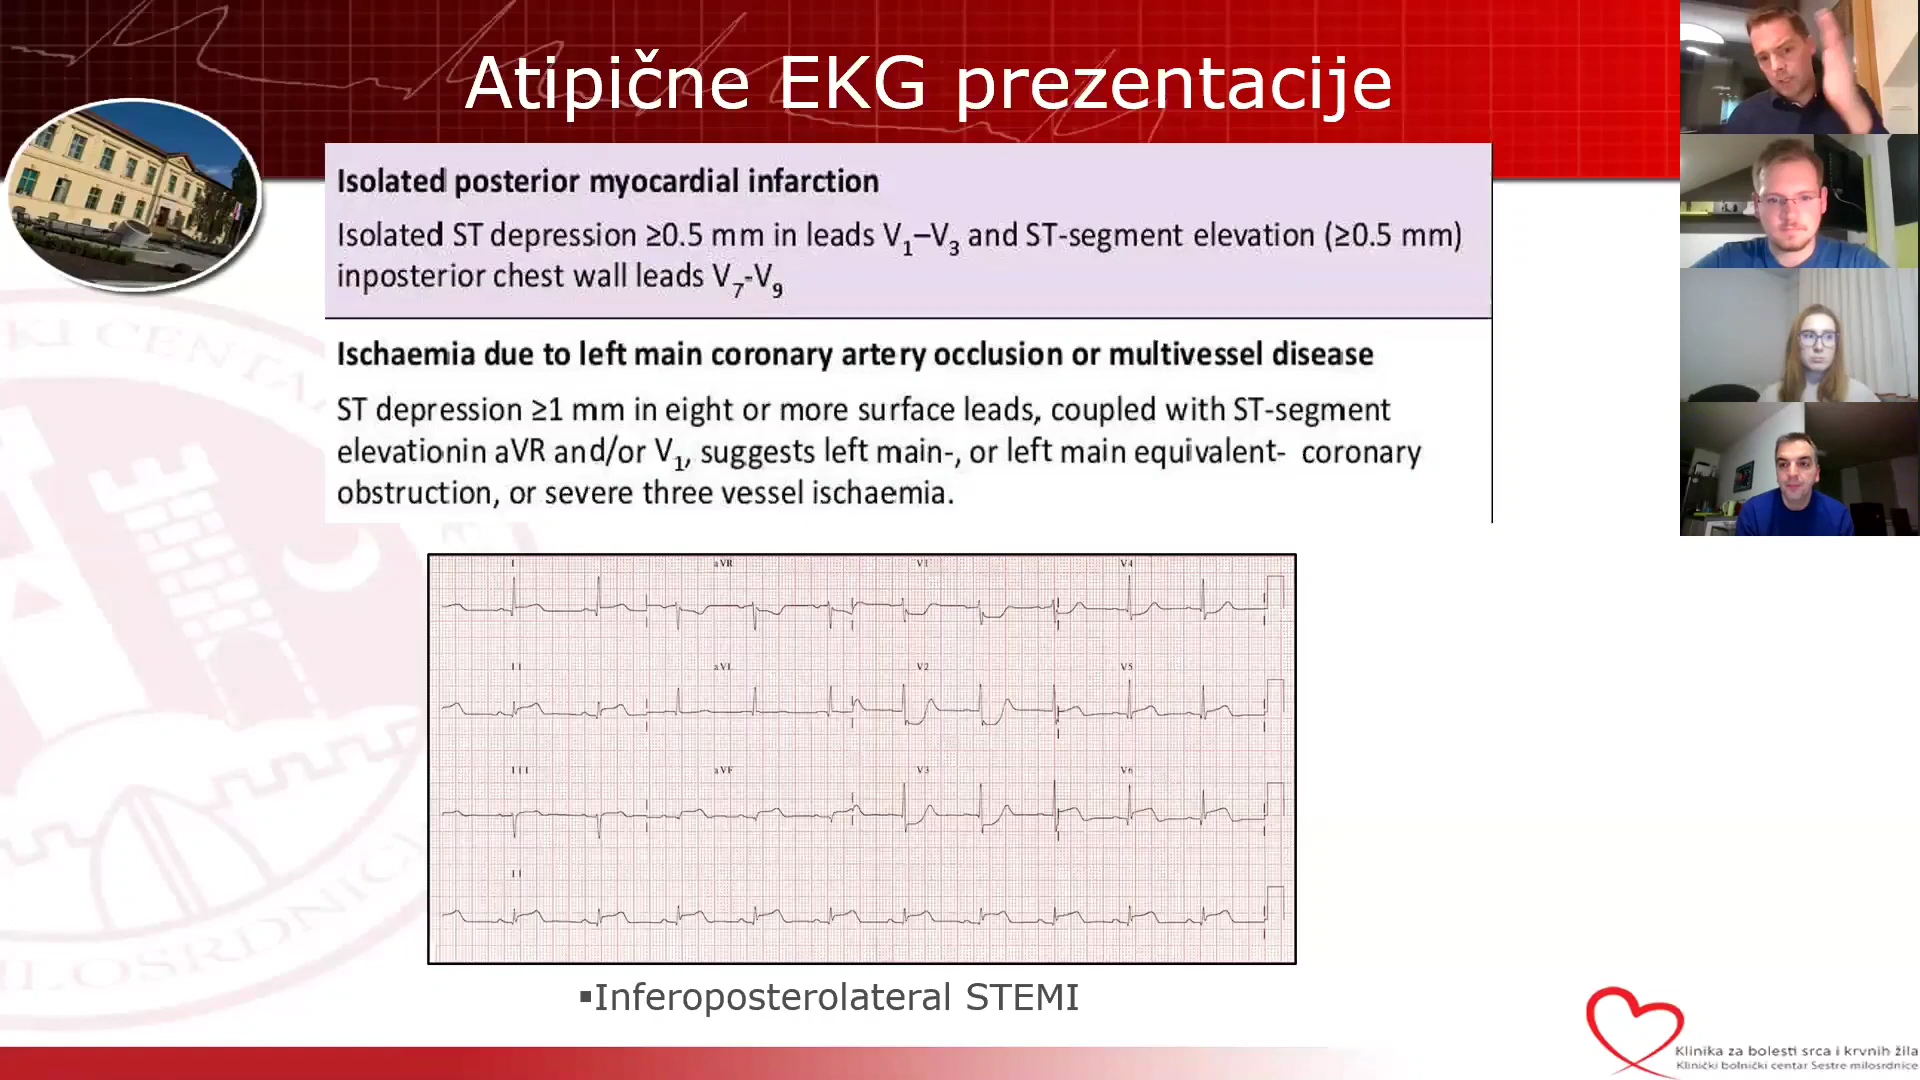 Atipične EKG prezentacije
Isolated posterior myocardial infarction
Isolated ST depression ≥0.5 mm in leads V1–V3 and ST-segment elevation (≥0.5 mm)
inposterior chest wall leads V7-V9
Ischaemia due to left main coronary artery occlusion or multivessel disease
ST depression ≥1 mm in eight or more surface leads, coupled with ST-segment
elevationin aVR and/or V1, suggests left main-, or left main equivalent- coronary
obstruction, or severe three vessel ischaemia.
I aVR V1 V4
II aVL V2 V5
III aVF V3 V6
II
▪Inferoposterolateral STEMI
Klinika za bolesti srca i krvnih žila
Klinički bolnički centar Sestre milosrdnice